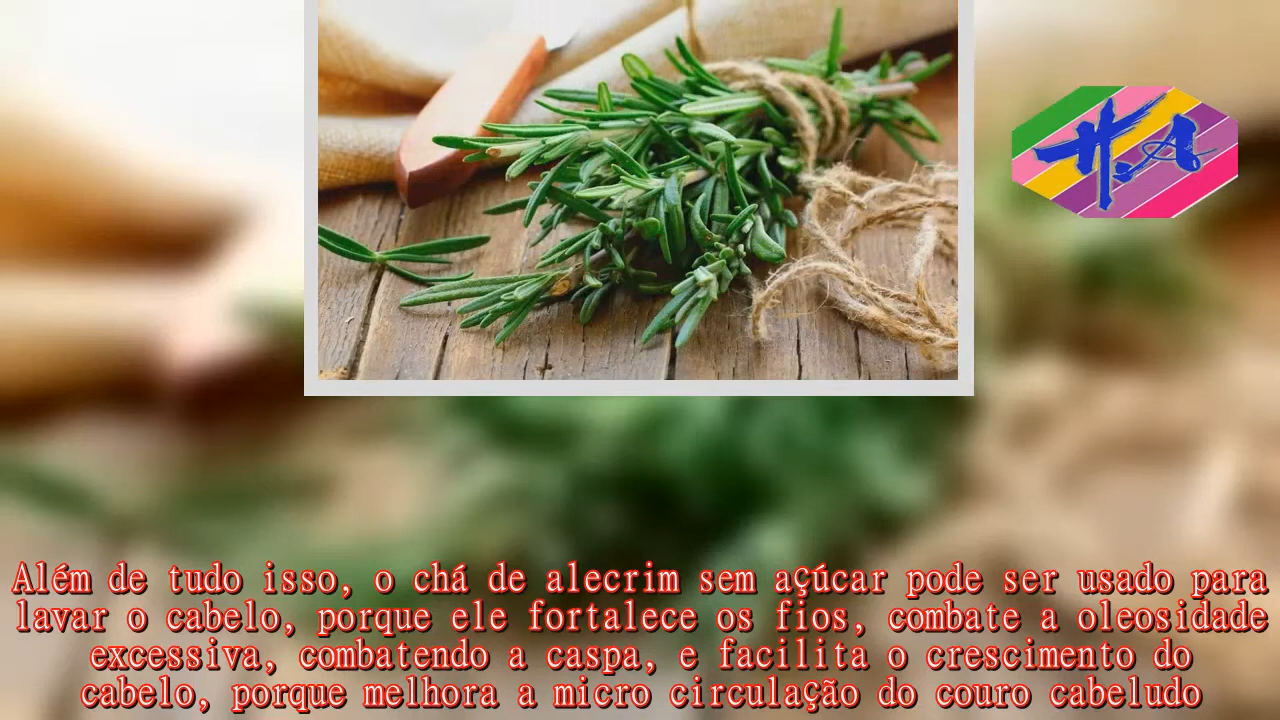 H.A
Além de tudo isso, o chá de alecrim sem açúcar pode ser usado para
lavar o cabelo, porque ele fortalece os fios, combate a oleosidade
excessiva, combatendo a caspa, e facilita o crescimento do
cabelo, porque melhora a micro circulação do couro cabeludo